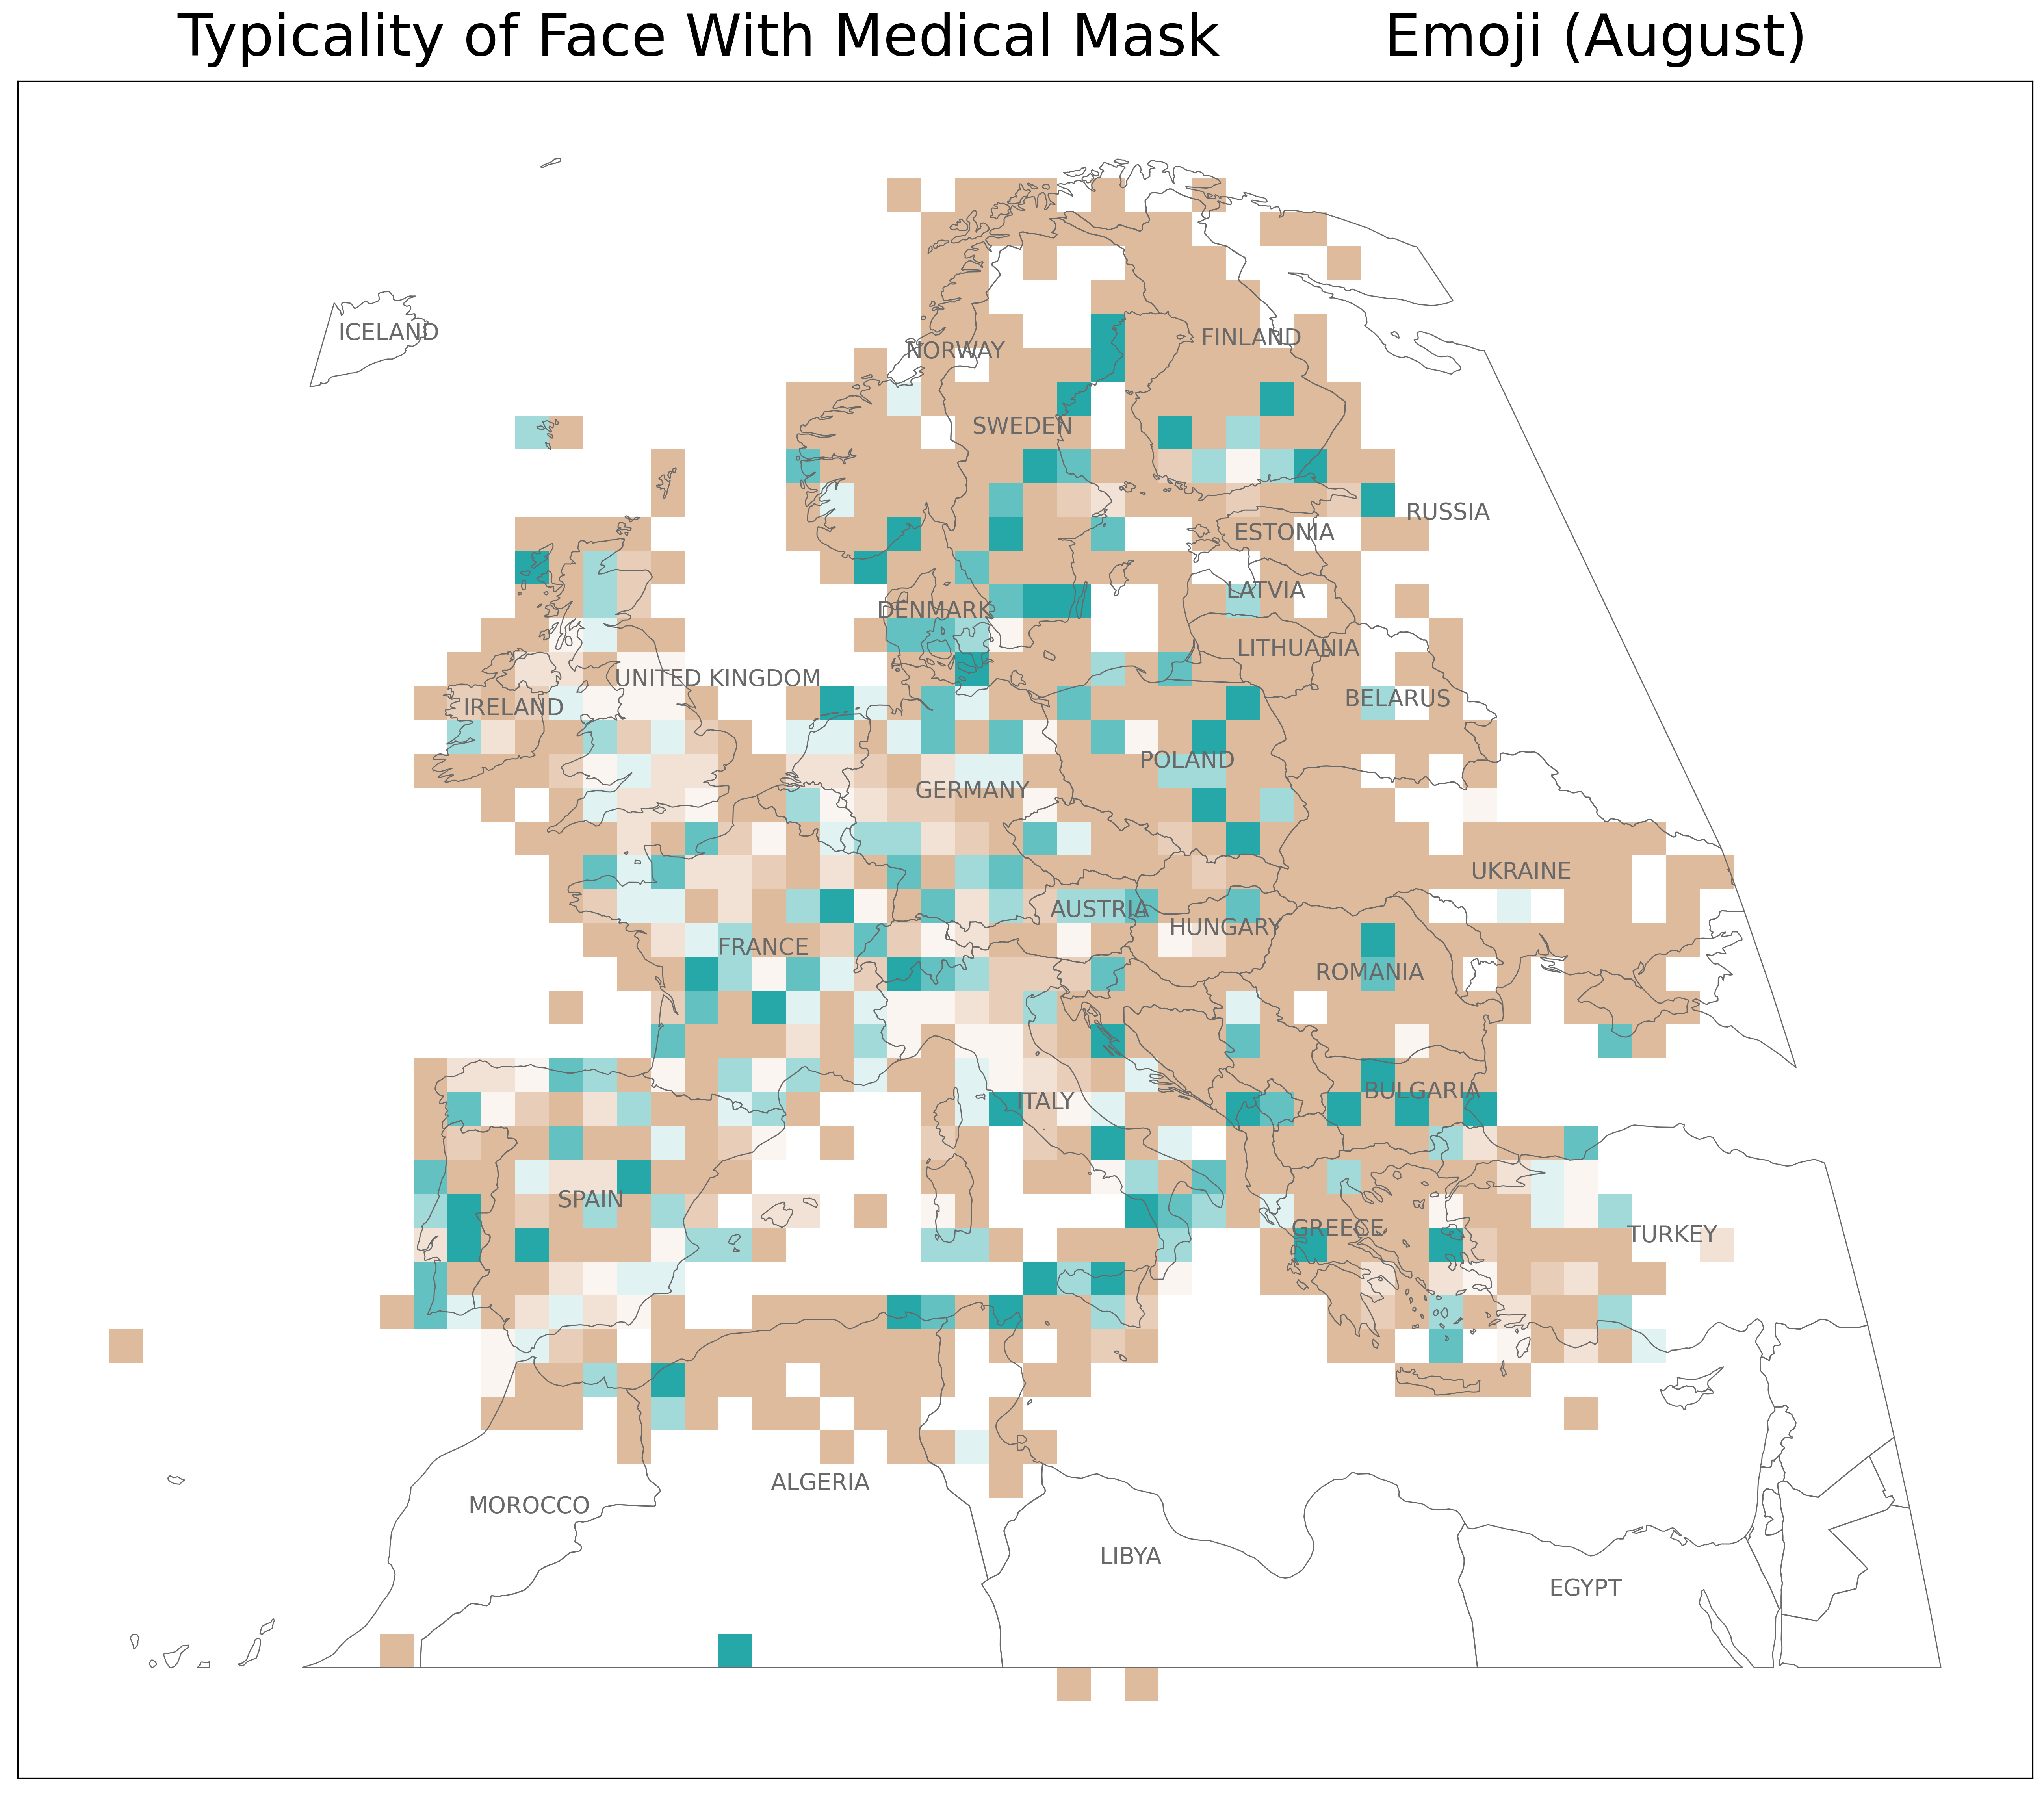 Typicality of Face With Medical Mask Emoji (August)
ICELAND
FINLAND
NORWAY
SWEDEN
RUSSIA
ESTONIA
LATVIA
DENMARK
LITHUANIA
UNITED KINGDOM
BELARUS
IRELAND
POLAND
GERMANY
UKRAINE
AUSTRIA
HUNGARY
FRANCE
ROMANIA
BULGARIA
ITALY
SPAIN
GREECE
TURKEY
ALGERIA
MOROCCO
LIBYA
EGYPT